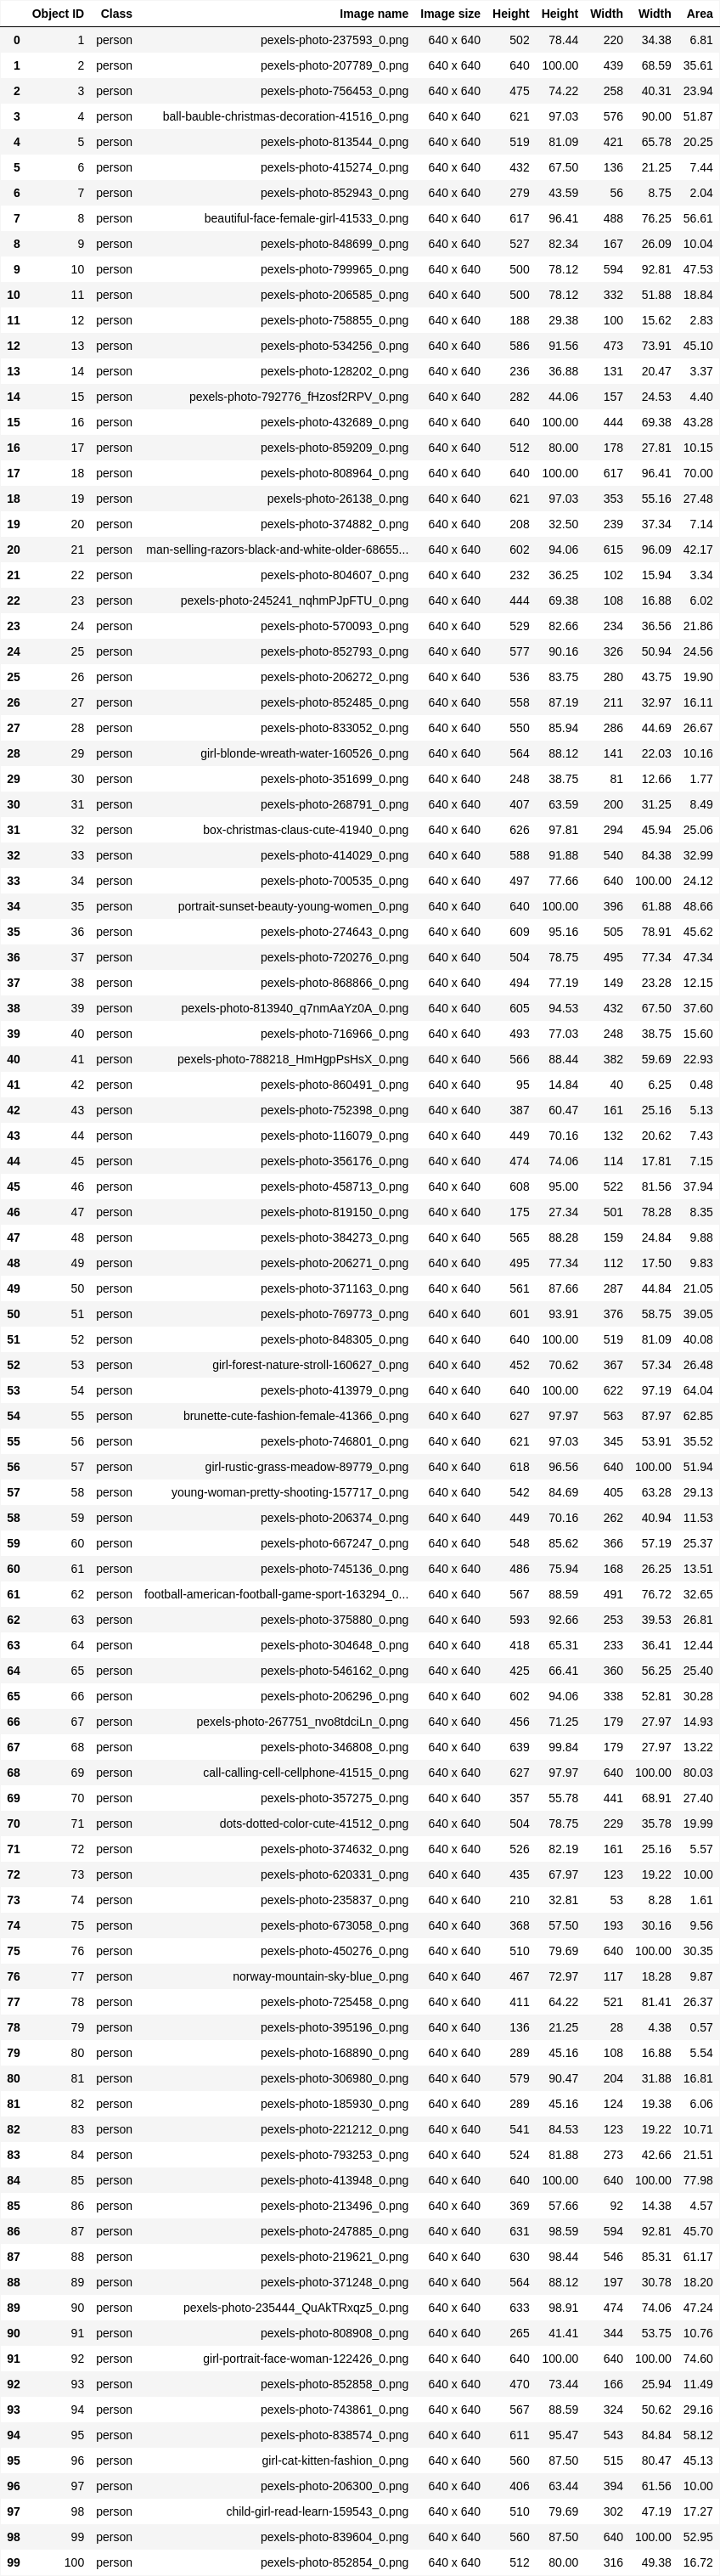 Object ID Class Image name Image size Height Height Width Width Area
0 1 person pexels-photo-237593_0.png 640 x 640 502 78.44 220 34.38 6.81
1 2 person pexels-photo-207789_0.png 640 x 640 640 100.00 439 68.59 35.61
2 3 person pexels-photo-756453_0.png 640 x 640 475 74.22 258 40.31 23.94
3 4 person ball-bauble-christmas-decoration-41516_0.png 640 x 640 621 97.03 576 90.00 51.87
4 5 person pexels-photo-813544_0.png 640 x 640 519 81.09 421 65.78 20.25
5 6 person pexels-photo-415274_0.png 640 x 640 432 67.50 136 21.25 7.44
6 7 person pexels-photo-852943_0.png 640 x 640 279 43.59 56 8.75 2.04
7 8 person beautiful-face-female-girl-41533_0.png 640 x 640 617 96.41 488 76.25 56.61
8 9 person pexels-photo-848699_0.png 640 x 640 527 82.34 167 26.09 10.04
9 10 person pexels-photo-799965_0.png 640 x 640 500 78.12 594 92.81 47.53
10 11 person pexels-photo-206585_0.png 640 x 640 500 78.12 332 51.88 18.84
11 12 person pexels-photo-758855_0.png 640 x 640 188 29.38 100 15.62 2.83
12 13 person pexels-photo-534256_0.png 640 x 640 586 91.56 473 73.91 45.10
13 14 person pexels-photo-128202_0.png 640 x 640 236 36.88 131 20.47 3.37
14 15 person pexels-photo-792776_fHzosf2RPV_0.png 640 x 640 282 44.06 157 24.53 4.40
15 16 person pexels-photo-432689_0.png 640 x 640 640 100.00 444 69.38 43.28
16 17 person pexels-photo-859209_0.png 640 x 640 512 80.00 178 27.81 10.15
17 18 person pexels-photo-808964_0.png 640 x 640 640 100.00 617 96.41 70.00
18 19 person pexels-photo-26138_0.png 640 x 640 621 97.03 353 55.16 27.48
19 20 person pexels-photo-374882_0.png 640 x 640 208 32.50 239 37.34 7.14
20 21 person man-selling-razors-black-and-white-older-68655... 640 x 640 602 94.06 615 96.09 42.17
21 22 person pexels-photo-804607_0.png 640 x 640 232 36.25 102 15.94 3.34
22 23 person pexels-photo-245241_nqhmPJpFTU_0.png 640 x 640 444 69.38 108 16.88 6.02
23 24 person pexels-photo-570093_0.png 640 x 640 529 82.66 234 36.56 21.86
24 25 person pexels-photo-852793_0.png 640 x 640 577 90.16 326 50.94 24.56
25 26 person pexels-photo-206272_0.png 640 x 640 536 83.75 280 43.75 19.90
26 27 person pexels-photo-852485_0.png 640 x 640 558 87.19 211 32.97 16.11
27 28 person pexels-photo-833052_0.png 640 x 640 550 85.94 286 44.69 26.67
28 29 person girl-blonde-wreath-water-160526_0.png 640 x 640 564 88.12 141 22.03 10.16
29 30 person pexels-photo-351699_0.png 640 x 640 248 38.75 81 12.66 1.77
30 31 person pexels-photo-268791_0.png 640 x 640 407 63.59 200 31.25 8.49
31 32 person box-christmas-claus-cute-41940_0.png 640 x 640 626 97.81 294 45.94 25.06
32 33 person pexels-photo-414029_0.png 640 x 640 588 91.88 540 84.38 32.99
33 34 person pexels-photo-700535_0.png 640 x 640 497 77.66 640 100.00 24.12
34 35 person portrait-sunset-beauty-young-women_0.png 640 x 640 640 100.00 396 61.88 48.66
35 36 person pexels-photo-274643_0.png 640 x 640 609 95.16 505 78.91 45.62
36 37 person pexels-photo-720276_0.png 640 x 640 504 78.75 495 77.34 47.34
37 38 person pexels-photo-868866_0.png 640 x 640 494 77.19 149 23.28 12.15
38 39 person pexels-photo-813940_q7nmAaYz0A_0.png 640 x 640 605 94.53 432 67.50 37.60
39 40 person pexels-photo-716966_0.png 640 x 640 493 77.03 248 38.75 15.60
40 41 person pexels-photo-788218_HmHgpPsHsX_0.png 640 x 640 566 88.44 382 59.69 22.93
41 42 person pexels-photo-860491_0.png 640 x 640 95 14.84 40 6.25 0.48
42 43 person pexels-photo-752398_0.png 640 x 640 387 60.47 161 25.16 5.13
43 44 person pexels-photo-116079_0.png 640 x 640 449 70.16 132 20.62 7.43
44 45 person pexels-photo-356176_0.png 640 x 640 474 74.06 114 17.81 7.15
45 46 person pexels-photo-458713_0.png 640 x 640 608 95.00 522 81.56 37.94
46 47 person pexels-photo-819150_0.png 640 x 640 175 27.34 501 78.28 8.35
47 48 person pexels-photo-384273_0.png 640 x 640 565 88.28 159 24.84 9.88
48 49 person pexels-photo-206271_0.png 640 x 640 495 77.34 112 17.50 9.83
49 50 person pexels-photo-371163_0.png 640 x 640 561 87.66 287 44.84 21.05
50 51 person pexels-photo-769773_0.png 640 x 640 601 93.91 376 58.75 39.05
51 52 person pexels-photo-848305_0.png 640 x 640 640 100.00 519 81.09 40.08
52 53 person girl-forest-nature-stroll-160627_0.png 640 x 640 452 70.62 367 57.34 26.48
53 54 person pexels-photo-413979_0.png 640 x 640 640 100.00 622 97.19 64.04
54 55 person brunette-cute-fashion-female-41366_0.png 640 x 640 627 97.97 563 87.97 62.85
55 56 person pexels-photo-746801_0.png 640 x 640 621 97.03 345 53.91 35.52
56 57 person girl-rustic-grass-meadow-89779_0.png 640 x 640 618 96.56 640 100.00 51.94
57 58 person young-woman-pretty-shooting-157717_0.png 640 x 640 542 84.69 405 63.28 29.13
58 59 person pexels-photo-206374_0.png 640 x 640 449 70.16 262 40.94 11.53
59 60 person pexels-photo-667247_0.png 640 x 640 548 85.62 366 57.19 25.37
60 61 person pexels-photo-745136_0.png 640 x 640 486 75.94 168 26.25 13.51
61 62 person football-american-football-game-sport-163294_0... 640 x 640 567 88.59 491 76.72 32.65
62 63 person pexels-photo-375880_0.png 640 x 640 593 92.66 253 39.53 26.81
63 64 person pexels-photo-304648_0.png 640 x 640 418 65.31 233 36.41 12.44
64 65 person pexels-photo-546162_0.png 640 x 640 425 66.41 360 56.25 25.40
65 66 person pexels-photo-206296_0.png 640 x 640 602 94.06 338 52.81 30.28
66 67 person pexels-photo-267751_nvo8tdciLn_0.png 640 x 640 456 71.25 179 27.97 14.93
67 68 person pexels-photo-346808_0.png 640 x 640 639 99.84 179 27.97 13.22
68 69 person call-calling-cell-cellphone-41515_0.png 640 x 640 627 97.97 640 100.00 80.03
69 70 person pexels-photo-357275_0.png 640 x 640 357 55.78 441 68.91 27.40
70 71 person dots-dotted-color-cute-41512_0.png 640 x 640 504 78.75 229 35.78 19.99
71 72 person pexels-photo-374632_0.png 640 x 640 526 82.19 161 25.16 5.57
72 73 person pexels-photo-620331_0.png 640 x 640 435 67.97 123 19.22 10.00
73 74 person pexels-photo-235837_0.png 640 x 640 210 32.81 53 8.28 1.61
74 75 person pexels-photo-673058_0.png 640 x 640 368 57.50 193 30.16 9.56
75 76 person pexels-photo-450276_0.png 640 x 640 510 79.69 640 100.00 30.35
76 77 person norway-mountain-sky-blue_0.png 640 x 640 467 72.97 117 18.28 9.87
77 78 person pexels-photo-725458_0.png 640 x 640 411 64.22 521 81.41 26.37
78 79 person pexels-photo-395196_0.png 640 x 640 136 21.25 28 4.38 0.57
79 80 person pexels-photo-168890_0.png 640 x 640 289 45.16 108 16.88 5.54
80 81 person pexels-photo-306980_0.png 640 x 640 579 90.47 204 31.88 16.81
81 82 person pexels-photo-185930_0.png 640 x 640 289 45.16 124 19.38 6.06
82 83 person pexels-photo-221212_0.png 640 x 640 541 84.53 123 19.22 10.71
83 84 person pexels-photo-793253_0.png 640 x 640 524 81.88 273 42.66 21.51
84 85 person pexels-photo-413948_0.png 640 x 640 640 100.00 640 100.00 77.98
85 86 person pexels-photo-213496_0.png 640 x 640 369 57.66 92 14.38 4.57
86 87 person pexels-photo-247885_0.png 640 x 640 631 98.59 594 92.81 45.70
87 88 person pexels-photo-219621_0.png 640 x 640 630 98.44 546 85.31 61.17
88 89 person pexels-photo-371248_0.png 640 x 640 564 88.12 197 30.78 18.20
89 90 person pexels-photo-235444_QuAkTRxqz5_0.png 640 x 640 633 98.91 474 74.06 47.24
90 91 person pexels-photo-808908_0.png 640 x 640 265 41.41 344 53.75 10.76
91 92 person girl-portrait-face-woman-122426_0.png 640 x 640 640 100.00 640 100.00 74.60
92 93 person pexels-photo-852858_0.png 640 x 640 470 73.44 166 25.94 11.49
93 94 person pexels-photo-743861_0.png 640 x 640 567 88.59 324 50.62 29.16
94 95 person pexels-photo-838574_0.png 640 x 640 611 95.47 543 84.84 58.12
95 96 person girl-cat-kitten-fashion_0.png 640 x 640 560 87.50 515 80.47 45.13
96 97 person pexels-photo-206300_0.png 640 x 640 406 63.44 394 61.56 10.00
97 98 person child-girl-read-learn-159543_0.png 640 x 640 510 79.69 302 47.19 17.27
98 99 person pexels-photo-839604_0.png 640 x 640 560 87.50 640 100.00 52.95
99 100 person pexels-photo-852854_0.png 640 x 640 512 80.00 316 49.38 16.72